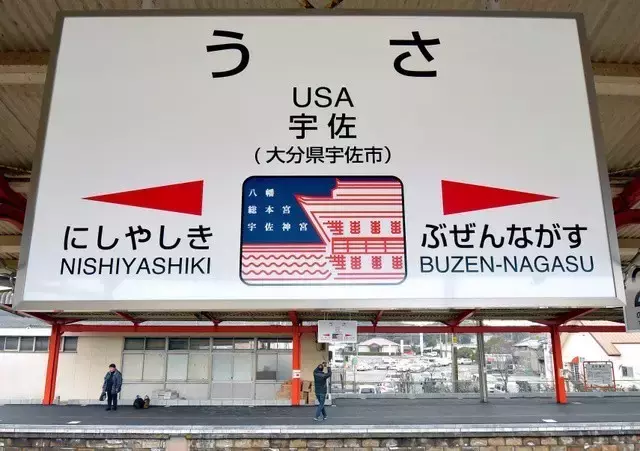 うさ
USA
宇佐
(大分県宇佐市)
八幡
総本宮
宇佐神宮
にしやしき
NISHIYASHIKI
ぶぜんながす
BUZEN-NAGASU